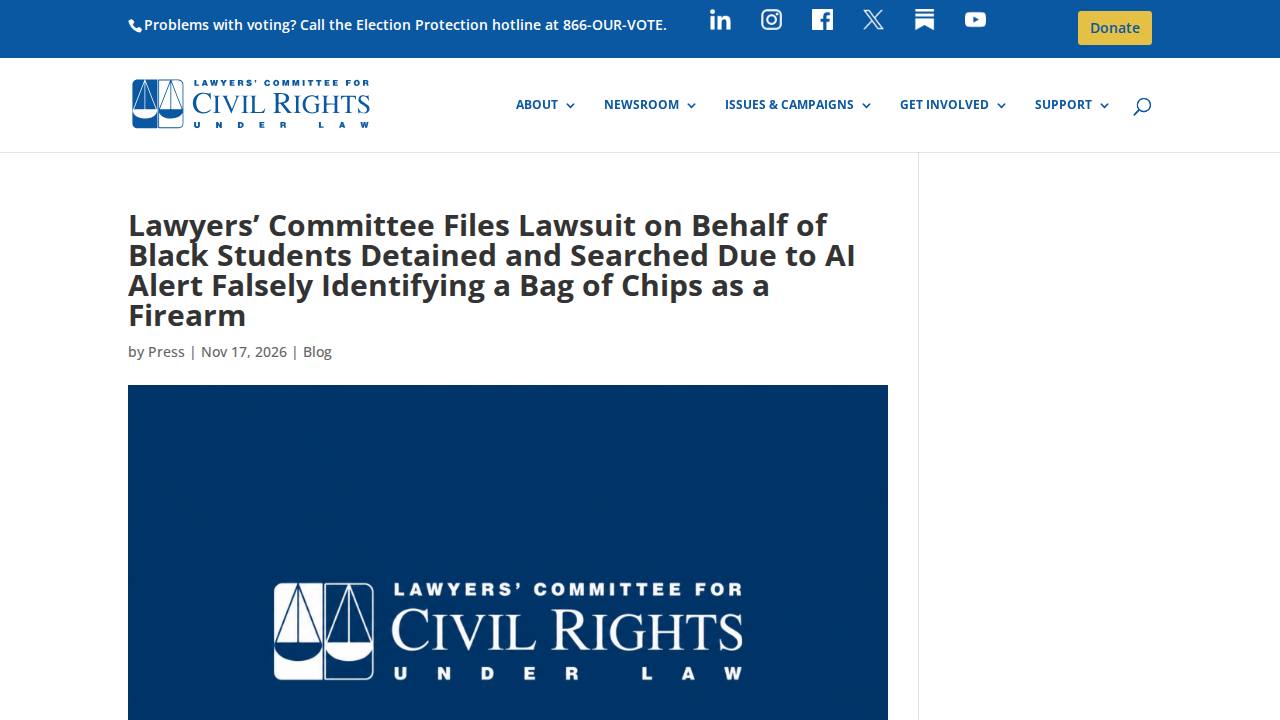 Problems with voting? Call the Election Protection hotline at 866-OUR-VOTE.
Donate
LAWYERS' COMMITTEE FOR
CIVIL RIGHTS
UNDER LAW
ABOUT
NEWSROOM
ISSUES & CAMPAIGNS
GET INVOLVED
SUPPORT
Lawyers’ Committee Files Lawsuit on Behalf of
Black Students Detained and Searched Due to AI
Alert Falsely Identifying a Bag of Chips as a
Firearm
by Press | Nov 17, 2026 | Blog
LAWYERS' COMMITTEE FOR
CIVIL RIGHTS
UNDER LAW